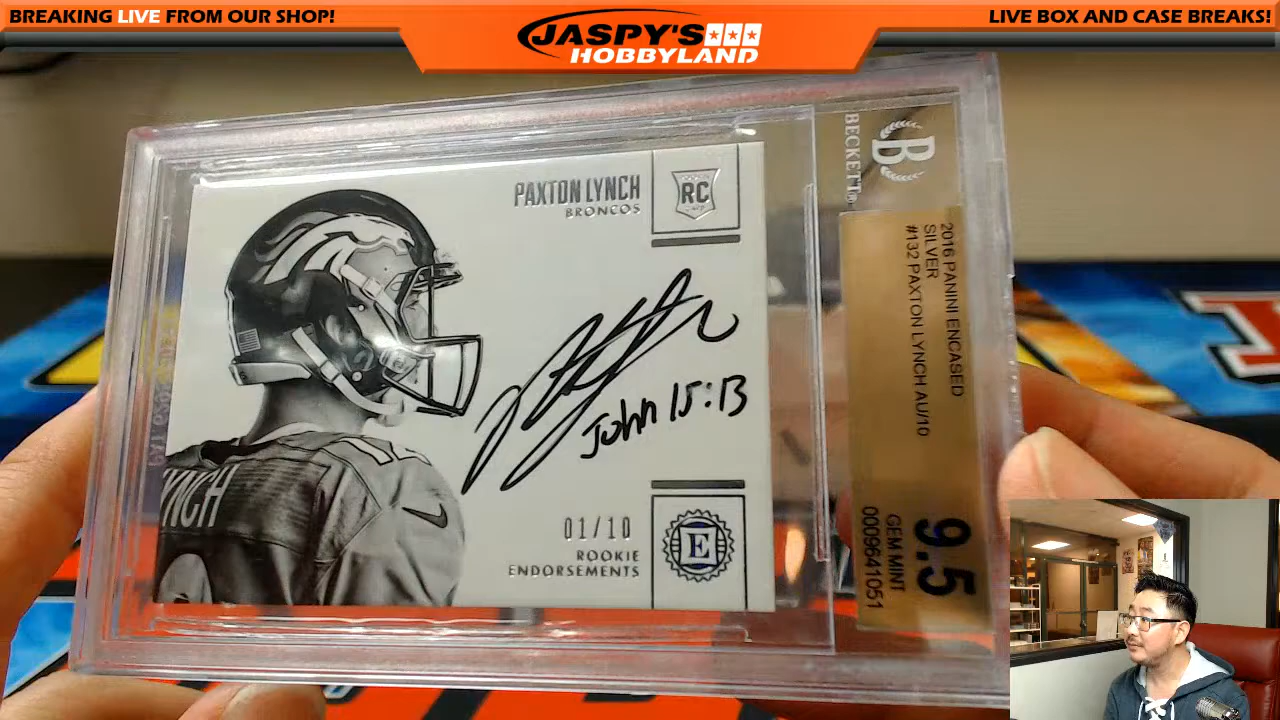 BREAKING LIVE FROM OUR SHOP!
JASPY'S
HOBBYLAND
LIVE BOX AND CASE BREAKS!
PAXTON LYNCH
BRONCOS
RC
John 15:13
01/10
ROOKIE
ENDORSEMENTS
E
YNCH
B
BECKETT
2016 PANINI ENCASED
SILVER
#132 PAXTON LYNCH AU/10
9.5
GEM MINT
0009641051